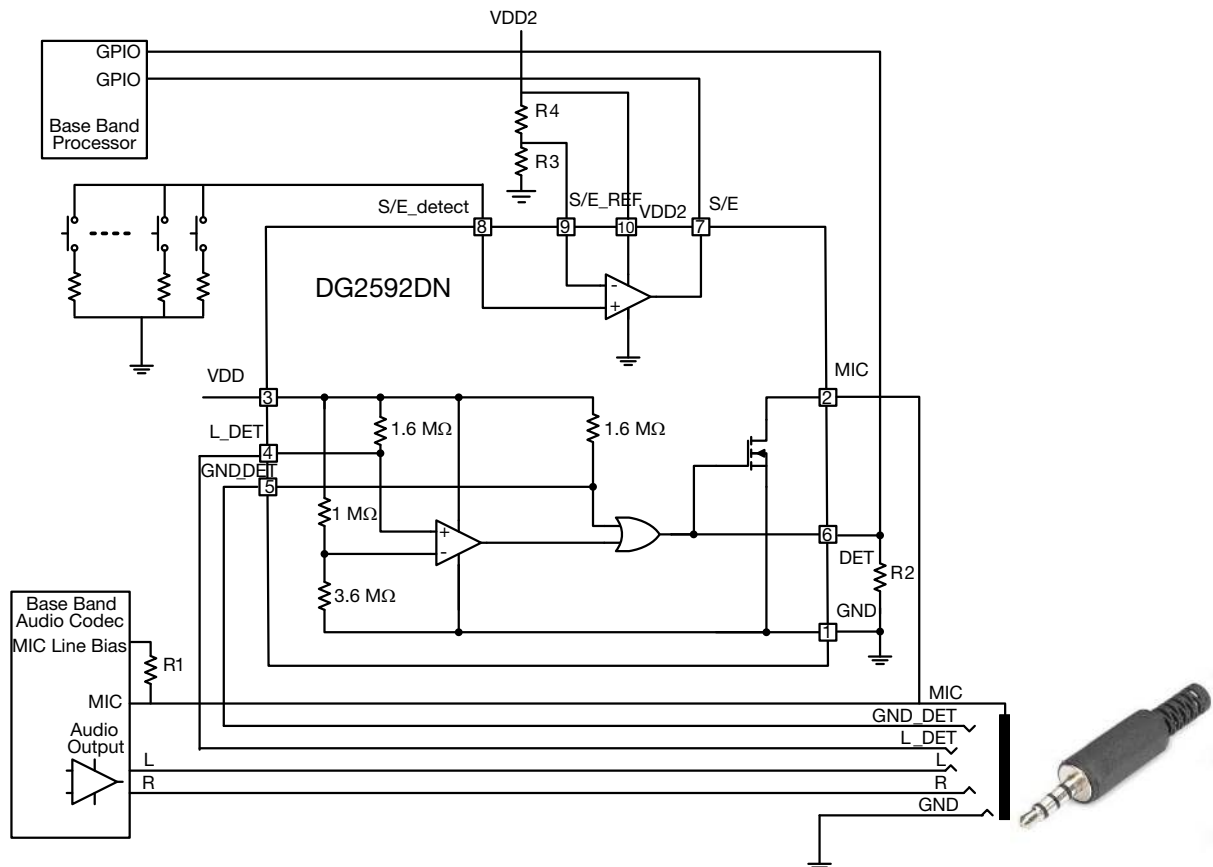 VDD2
GPIO
GPIO
Base Band
Processor
R4
R3
S/E_detect
S/E_REF
VDD2
S/E
8
9
10
7
DG2592DN
-
+
VDD
3
MIC
2
1.6 MΩ
1.6 MΩ
L_DET
4
GND_DET
5
1 MΩ
+
-
6
DET
R2
3.6 MΩ
GND
1
Base Band
Audio Codec
MIC Line Bias
R1
MIC
MIC
GND_DET
Audio
Output
L_DET
L
L
R
R
GND